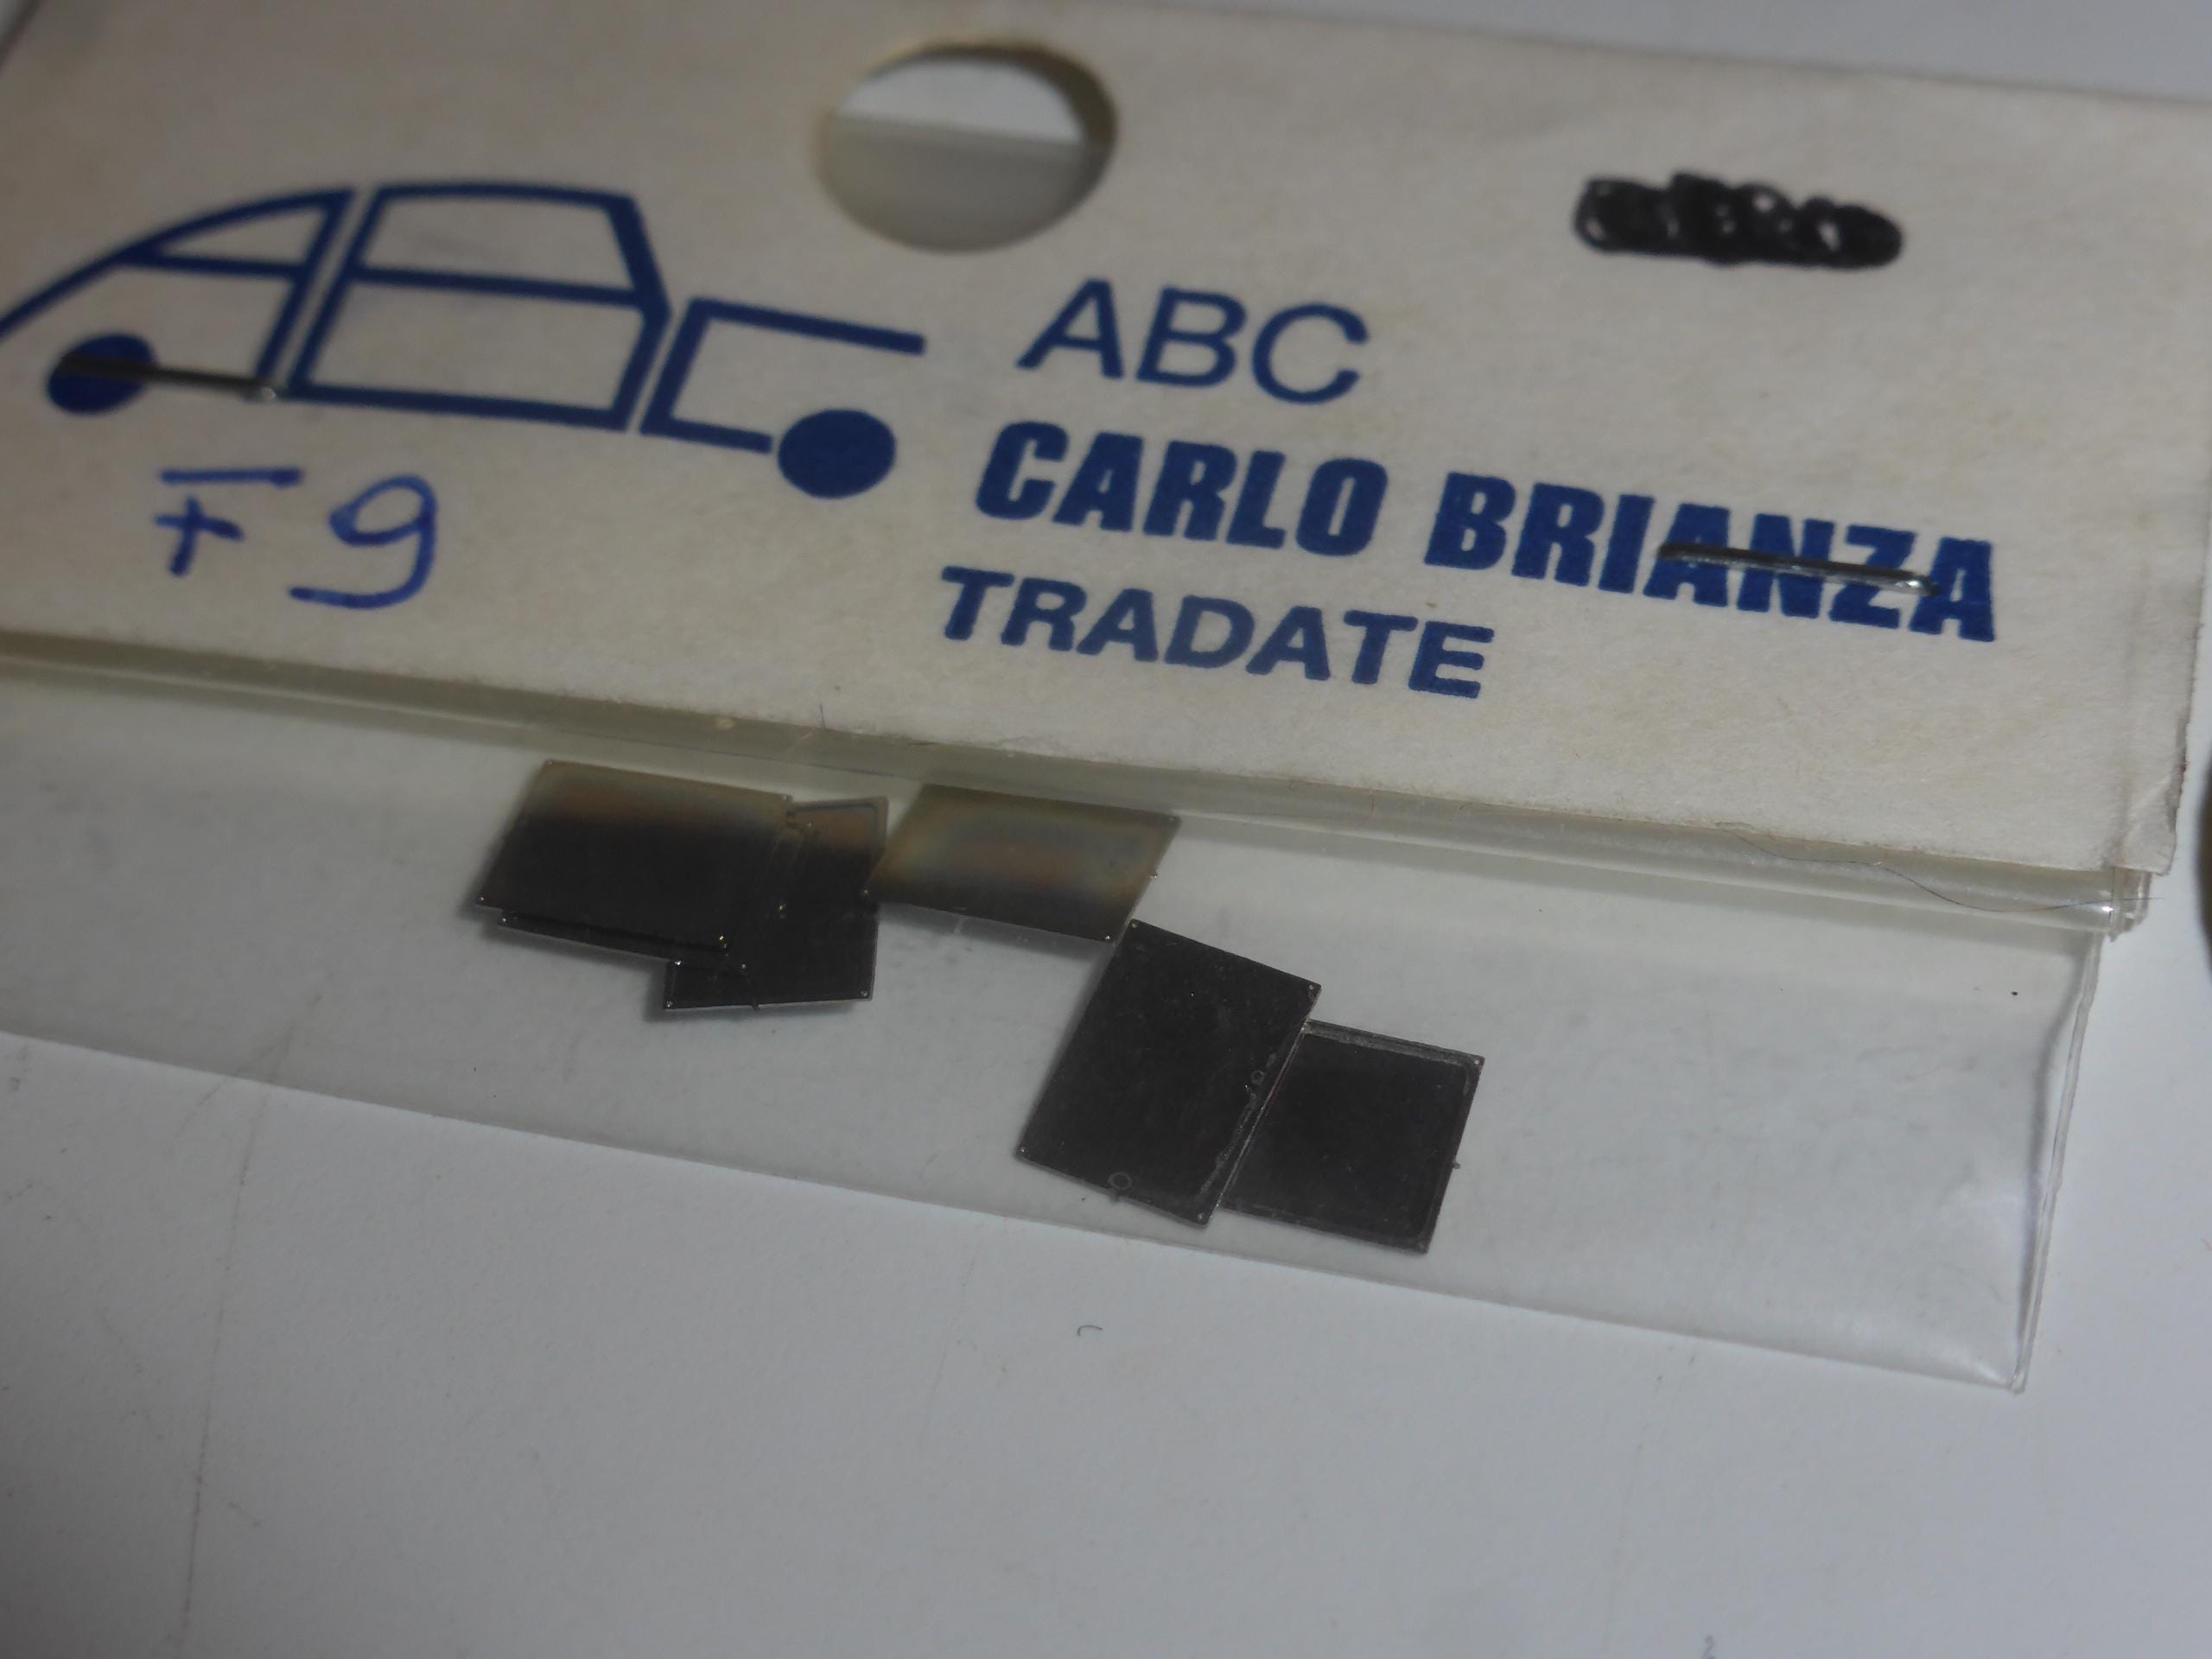 ABC
CARLO BRIANZA
TRADATE
F9